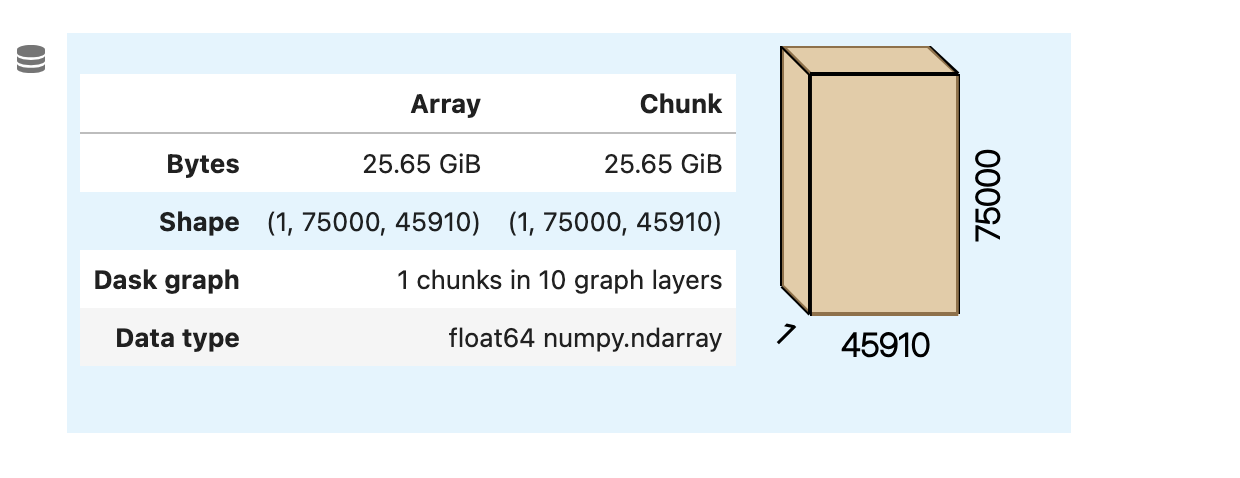 Array Chunk
Bytes 25.65 GiB 25.65 GiB
Shape (1, 75000, 45910) (1, 75000, 45910)
Dask graph 1 chunks in 10 graph layers
Data type float64 numpy.ndarray
75000
1
45910